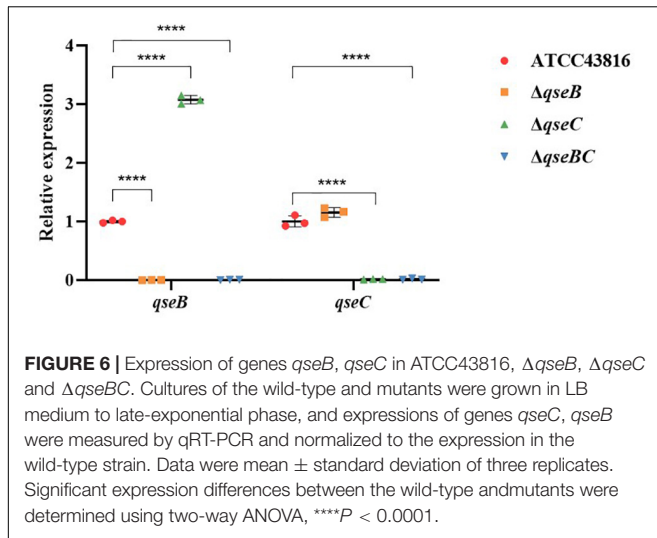 ****
****
****
****
****
4
3
2
1
0
Relative expression
qseB
qseC
ATCC43816
ΔqseB
ΔqseC
ΔqseBC
FIGURE 6 | Expression of genes qseB, qseC in ATCC43816, ΔqseB, ΔqseC
and ΔqseBC. Cultures of the wild-type and mutants were grown in LB
medium to late-exponential phase, and expressions of genes qseC, qseB
were measured by qRT-PCR and normalized to the expression in the
wild-type strain. Data were mean ± standard deviation of three replicates.
Significant expression differences between the wild-type andmutants were
determined using two-way ANOVA, ****P < 0.0001.